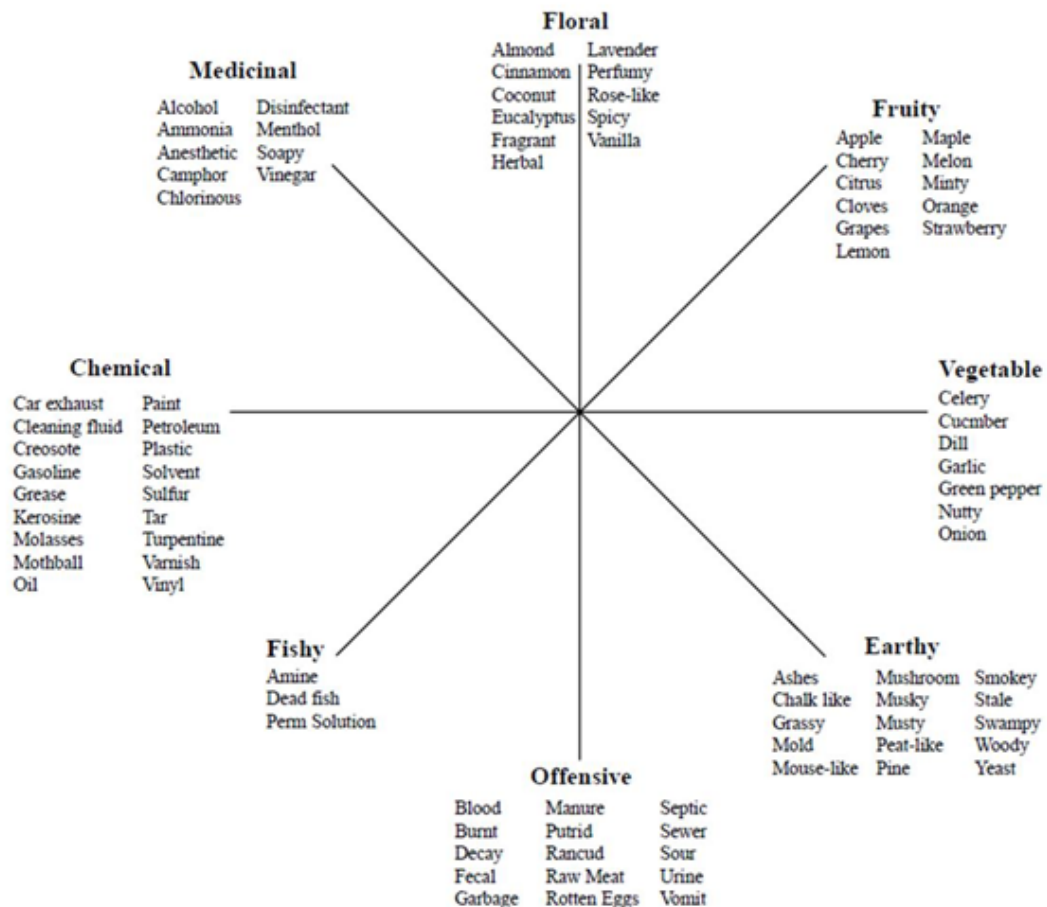 Floral
Almond Lavender
Cinnamon Perfumy
Coconut Rose-like
Eucalyptus Spicy
Fragrant Vanilla
Herbal
Medicinal
Alcohol Disinfectant
Ammonia Menthol
Anesthetic Soapy
Camphor Vinegar
Chlorinous
Fruity
Apple Maple
Cherry Melon
Citrus Minty
Cloves Orange
Grapes Strawberry
Lemon
Chemical
Car exhaust Paint
Cleaning fluid Petroleum
Creosote Plastic
Gasoline Solvent
Grease Sulfur
Kerosine Tar
Molasses Turpentine
Mothball Varnish
Oil Vinyl
Vegetable
Celery
Cucmber
Dill
Garlic
Green pepper
Nutty
Onion
Fishy
Amine
Dead fish
Perm Solution
Earthy
Ashes Mushroom Smokey
Chalk like Musky Stale
Grassy Musty Swampy
Mold Peat-like Woody
Mouse-like Pine Yeast
Offensive
Blood Manure Septic
Burnt Putrid Sewer
Decay Rancud Sour
Fecal Raw Meat Urine
Garbage Rotten Eggs Vomit